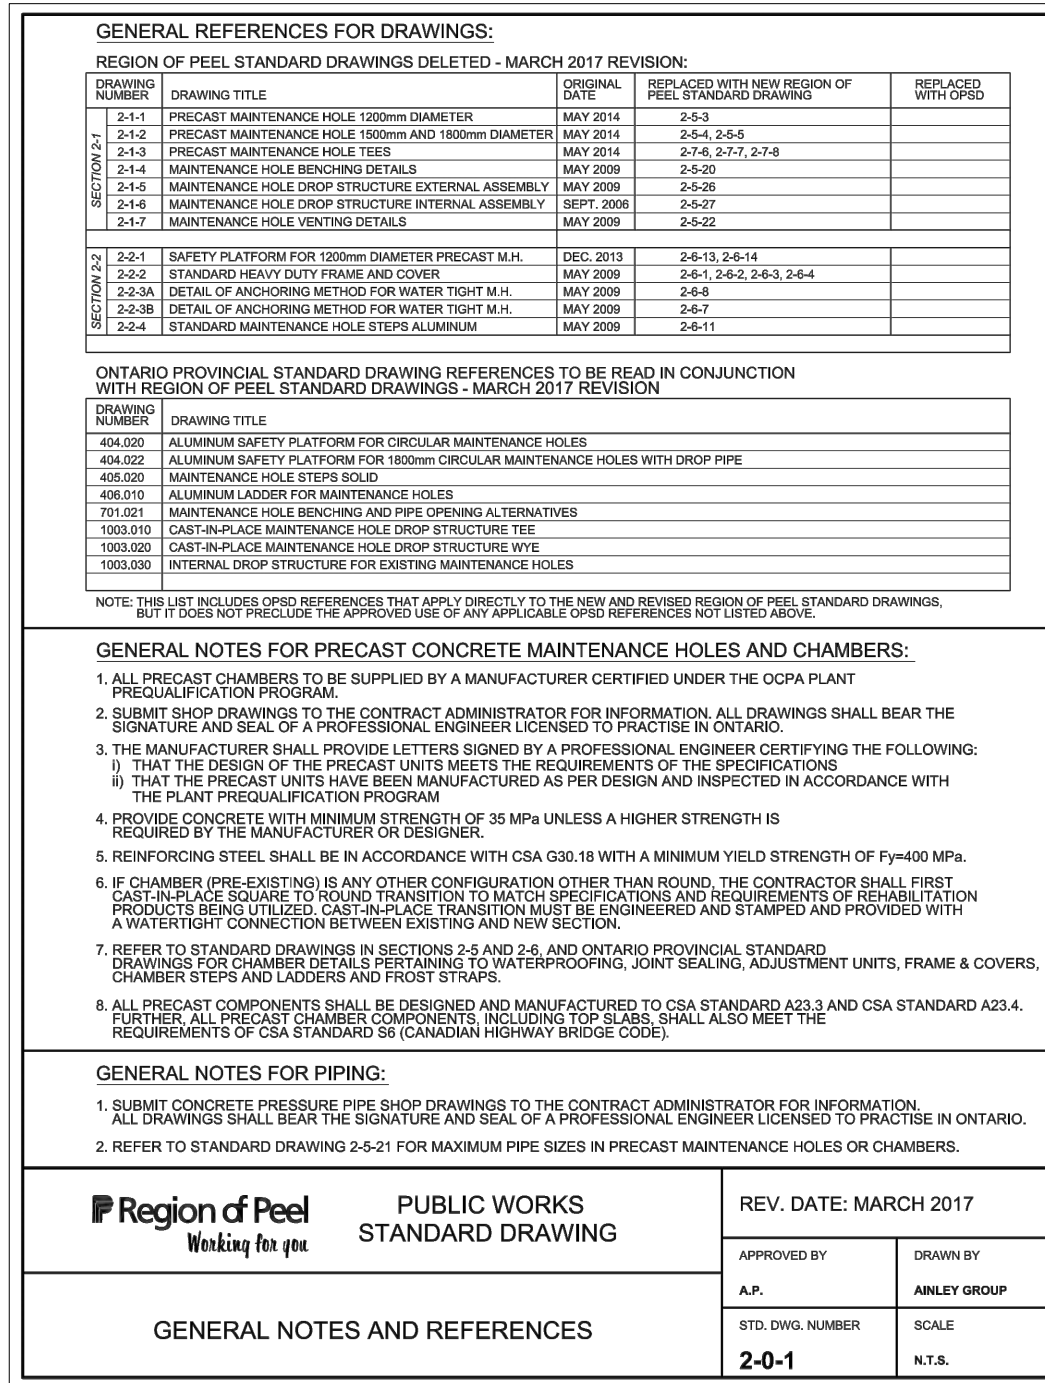 GENERAL REFERENCES FOR DRAWINGS:
REGION OF PEEL STANDARD DRAWINGS DELETED - MARCH 2017 REVISION:
DRAWING NUMBER DRAWING TITLE ORIGINAL DATE REPLACED WITH NEW REGION OF PEEL STANDARD DRAWING REPLACED WITH OPSD
SECTION 2-1
2-1-1 PRECAST MAINTENANCE HOLE 1200mm DIAMETER MAY 2014 2-5-3
2-1-2 PRECAST MAINTENANCE HOLE 1500mm AND 1800mm DIAMETER MAY 2014 2-5-4, 2-5-5
2-1-3 PRECAST MAINTENANCE HOLE TEES MAY 2014 2-7-6, 2-7-7, 2-7-8
2-1-4 MAINTENANCE HOLE BENCHING DETAILS MAY 2009 2-5-20
2-1-5 MAINTENANCE HOLE DROP STRUCTURE EXTERNAL ASSEMBLY MAY 2009 2-5-26
2-1-6 MAINTENANCE HOLE DROP STRUCTURE INTERNAL ASSEMBLY SEPT. 2006 2-5-27
2-1-7 MAINTENANCE HOLE VENTING DETAILS MAY 2009 2-5-22
SECTION 2-2
2-2-1 SAFETY PLATFORM FOR 1200mm DIAMETER PRECAST M.H. DEC. 2013 2-6-13, 2-6-14
2-2-2 STANDARD HEAVY DUTY FRAME AND COVER MAY 2009 2-6-1, 2-6-2, 2-6-3, 2-6-4
2-2-3A DETAIL OF ANCHORING METHOD FOR WATER TIGHT M.H. MAY 2009 2-6-8
2-2-3B DETAIL OF ANCHORING METHOD FOR WATER TIGHT M.H. MAY 2009 2-6-7
2-2-4 STANDARD MAINTENANCE HOLE STEPS ALUMINUM MAY 2009 2-6-11
ONTARIO PROVINCIAL STANDARD DRAWING REFERENCES TO BE READ IN CONJUNCTION
WITH REGION OF PEEL STANDARD DRAWINGS - MARCH 2017 REVISION
DRAWING NUMBER DRAWING TITLE
404.020 ALUMINUM SAFETY PLATFORM FOR CIRCULAR MAINTENANCE HOLES
404.022 ALUMINUM SAFETY PLATFORM FOR 1800mm CIRCULAR MAINTENANCE HOLES WITH DROP PIPE
405.020 MAINTENANCE HOLE STEPS SOLID
406.010 ALUMINUM LADDER FOR MAINTENANCE HOLES
701.021 MAINTENANCE HOLE BENCHING AND PIPE OPENING ALTERNATIVES
1003.010 CAST-IN-PLACE MAINTENANCE HOLE DROP STRUCTURE TEE
1003.020 CAST-IN-PLACE MAINTENANCE HOLE DROP STRUCTURE WYE
1003.030 INTERNAL DROP STRUCTURE FOR EXISTING MAINTENANCE HOLES
NOTE: THIS LIST INCLUDES OPSD REFERENCES THAT APPLY DIRECTLY TO THE NEW AND REVISED REGION OF PEEL STANDARD DRAWINGS,
BUT IT DOES NOT PRECLUDE THE APPROVED USE OF ANY APPLICABLE OPSD REFERENCES NOT LISTED ABOVE.
GENERAL NOTES FOR PRECAST CONCRETE MAINTENANCE HOLES AND CHAMBERS:
1. ALL PRECAST CHAMBERS TO BE SUPPLIED BY A MANUFACTURER CERTIFIED UNDER THE OCPA PLANT
PREQUALIFICATION PROGRAM.
2. SUBMIT SHOP DRAWINGS TO THE CONTRACT ADMINISTRATOR FOR INFORMATION. ALL DRAWINGS SHALL BEAR THE
SIGNATURE AND SEAL OF A PROFESSIONAL ENGINEER LICENSED TO PRACTISE IN ONTARIO.
3. THE MANUFACTURER SHALL PROVIDE LETTERS SIGNED BY A PROFESSIONAL ENGINEER CERTIFYING THE FOLLOWING:
i) THAT THE DESIGN OF THE PRECAST UNITS MEETS THE REQUIREMENTS OF THE SPECIFICATIONS
ii) THAT THE PRECAST UNITS HAVE BEEN MANUFACTURED AS PER DESIGN AND INSPECTED IN ACCORDANCE WITH
THE PLANT PREQUALIFICATION PROGRAM
4. PROVIDE CONCRETE WITH MINIMUM STRENGTH OF 35 MPa UNLESS A HIGHER STRENGTH IS
REQUIRED BY THE MANUFACTURER OR DESIGNER.
5. REINFORCING STEEL SHALL BE IN ACCORDANCE WITH CSA G30.18 WITH A MINIMUM YIELD STRENGTH OF Fy=400 MPa.
6. IF CHAMBER (PRE-EXISTING) IS ANY OTHER CONFIGURATION OTHER THAN ROUND, THE CONTRACTOR SHALL FIRST
CAST-IN-PLACE SQUARE TO ROUND TRANSITION TO MATCH SPECIFICATIONS AND REQUIREMENTS OF REHABILITATION
PRODUCTS BEING UTILIZED. CAST-IN-PLACE TRANSITION MUST BE ENGINEERED AND STAMPED AND PROVIDED WITH
A WATERTIGHT CONNECTION BETWEEN EXISTING AND NEW SECTION.
7. REFER TO STANDARD DRAWINGS IN SECTIONS 2-5 AND 2-6, AND ONTARIO PROVINCIAL STANDARD
DRAWINGS FOR CHAMBER DETAILS PERTAINING TO WATERPROOFING, JOINT SEALING, ADJUSTMENT UNITS, FRAME & COVERS,
CHAMBER STEPS AND LADDERS AND FROST STRAPS.
8. ALL PRECAST COMPONENTS SHALL BE DESIGNED AND MANUFACTURED TO CSA STANDARD A23.3 AND CSA STANDARD A23.4.
FURTHER, ALL PRECAST CHAMBER COMPONENTS, INCLUDING TOP SLABS, SHALL ALSO MEET THE
REQUIREMENTS OF CSA STANDARD S6 (CANADIAN HIGHWAY BRIDGE CODE).
GENERAL NOTES FOR PIPING:
1. SUBMIT CONCRETE PRESSURE PIPE SHOP DRAWINGS TO THE CONTRACT ADMINISTRATOR FOR INFORMATION.
ALL DRAWINGS SHALL BEAR THE SIGNATURE AND SEAL OF A PROFESSIONAL ENGINEER LICENSED TO PRACTISE IN ONTARIO.
2. REFER TO STANDARD DRAWING 2-5-21 FOR MAXIMUM PIPE SIZES IN PRECAST MAINTENANCE HOLES OR CHAMBERS.
Region of Peel
Working for you
PUBLIC WORKS
STANDARD DRAWING
REV. DATE: MARCH 2017
APPROVED BY
A.P.
DRAWN BY
AINLEY GROUP
GENERAL NOTES AND REFERENCES
STD. DWG. NUMBER
2-0-1
SCALE
N.T.S.